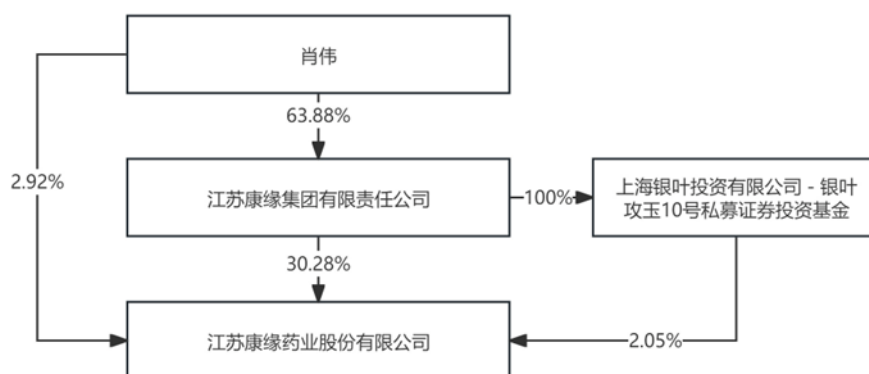 肖伟
63.88%
2.92%
江苏康缘集团有限责任公司
100%
上海银叶投资有限公司 - 银叶
攻玉10号私募证券投资基金
30.28%
江苏康缘药业股份有限公司
2.05%